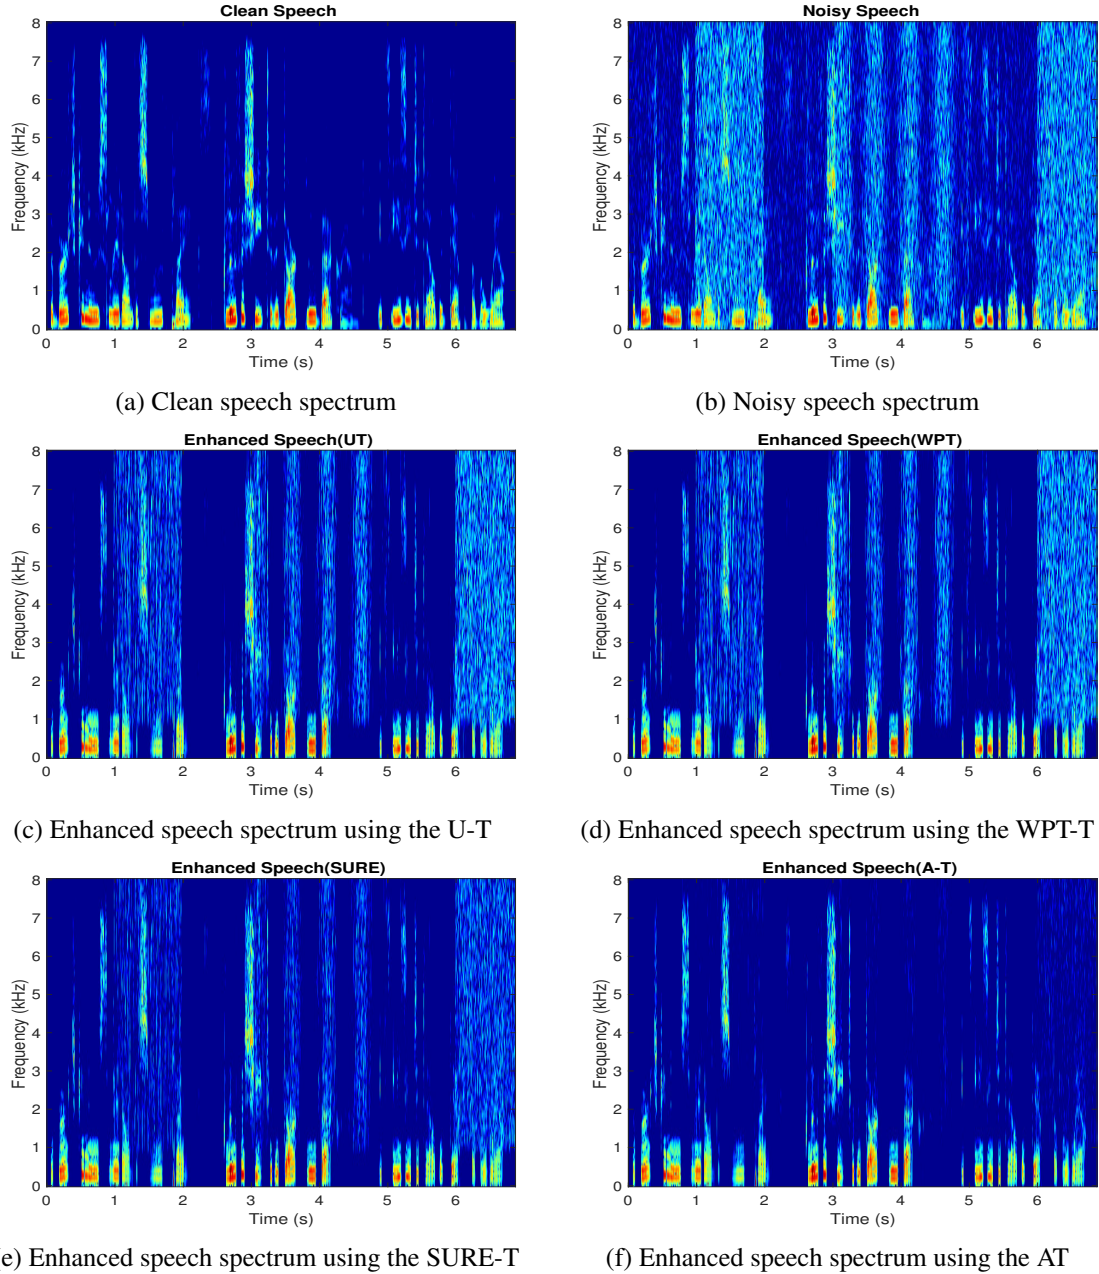 Clean Speech
Noisy Speech
8
7
6
5
4
3
2
1
0
Frequency (kHz)
0 1 2 3 4 5 6
Time (s)
8
7
6
5
4
3
2
1
0
Frequency (kHz)
0 1 2 3 4 5 6
Time (s)
(a) Clean speech spectrum
(b) Noisy speech spectrum
Enhanced Speech(UT)
Enhanced Speech(WPT)
8
7
6
5
4
3
2
1
0
Frequency (kHz)
0 1 2 3 4 5 6
Time (s)
8
7
6
5
4
3
2
1
0
Frequency (kHz)
0 1 2 3 4 5 6
Time (s)
(c) Enhanced speech spectrum using the U-T
(d) Enhanced speech spectrum using the WPT-T
Enhanced Speech(SURE)
Enhanced Speech(A-T)
8
7
6
5
4
3
2
1
0
Frequency (kHz)
0 1 2 3 4 5 6
Time (s)
8
7
6
5
4
3
2
1
0
Frequency (kHz)
0 1 2 3 4 5 6
Time (s)
e) Enhanced speech spectrum using the SURE-T
(f) Enhanced speech spectrum using the AT